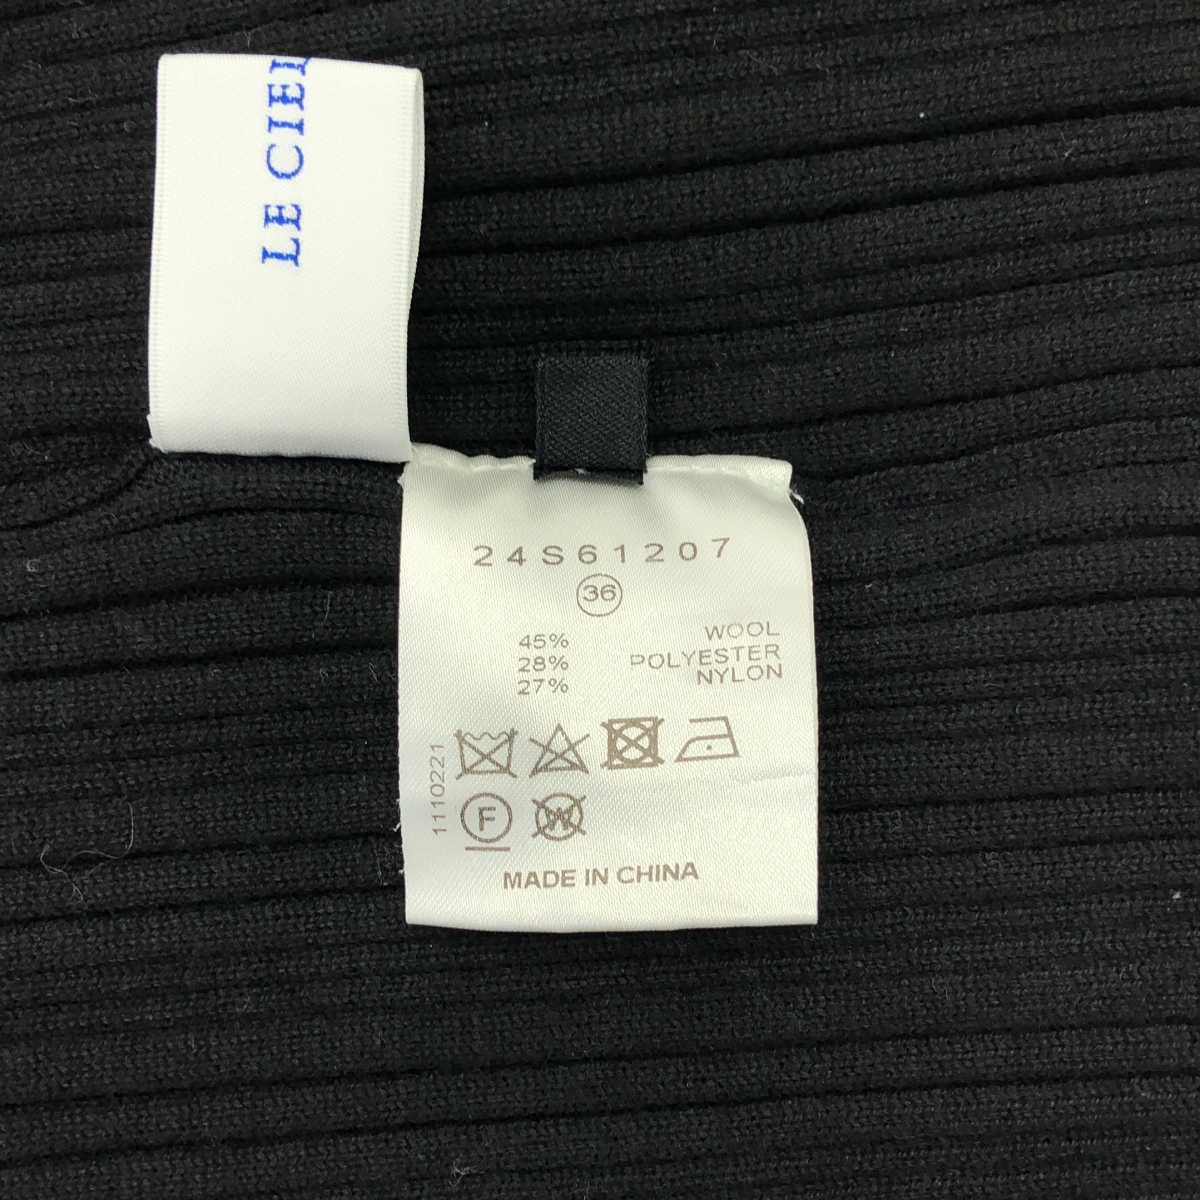 LE CIEL
24S61207
36
45% WOOL
28% POLYESTER
27% NYLON
1110221
F W
MADE IN CHINA